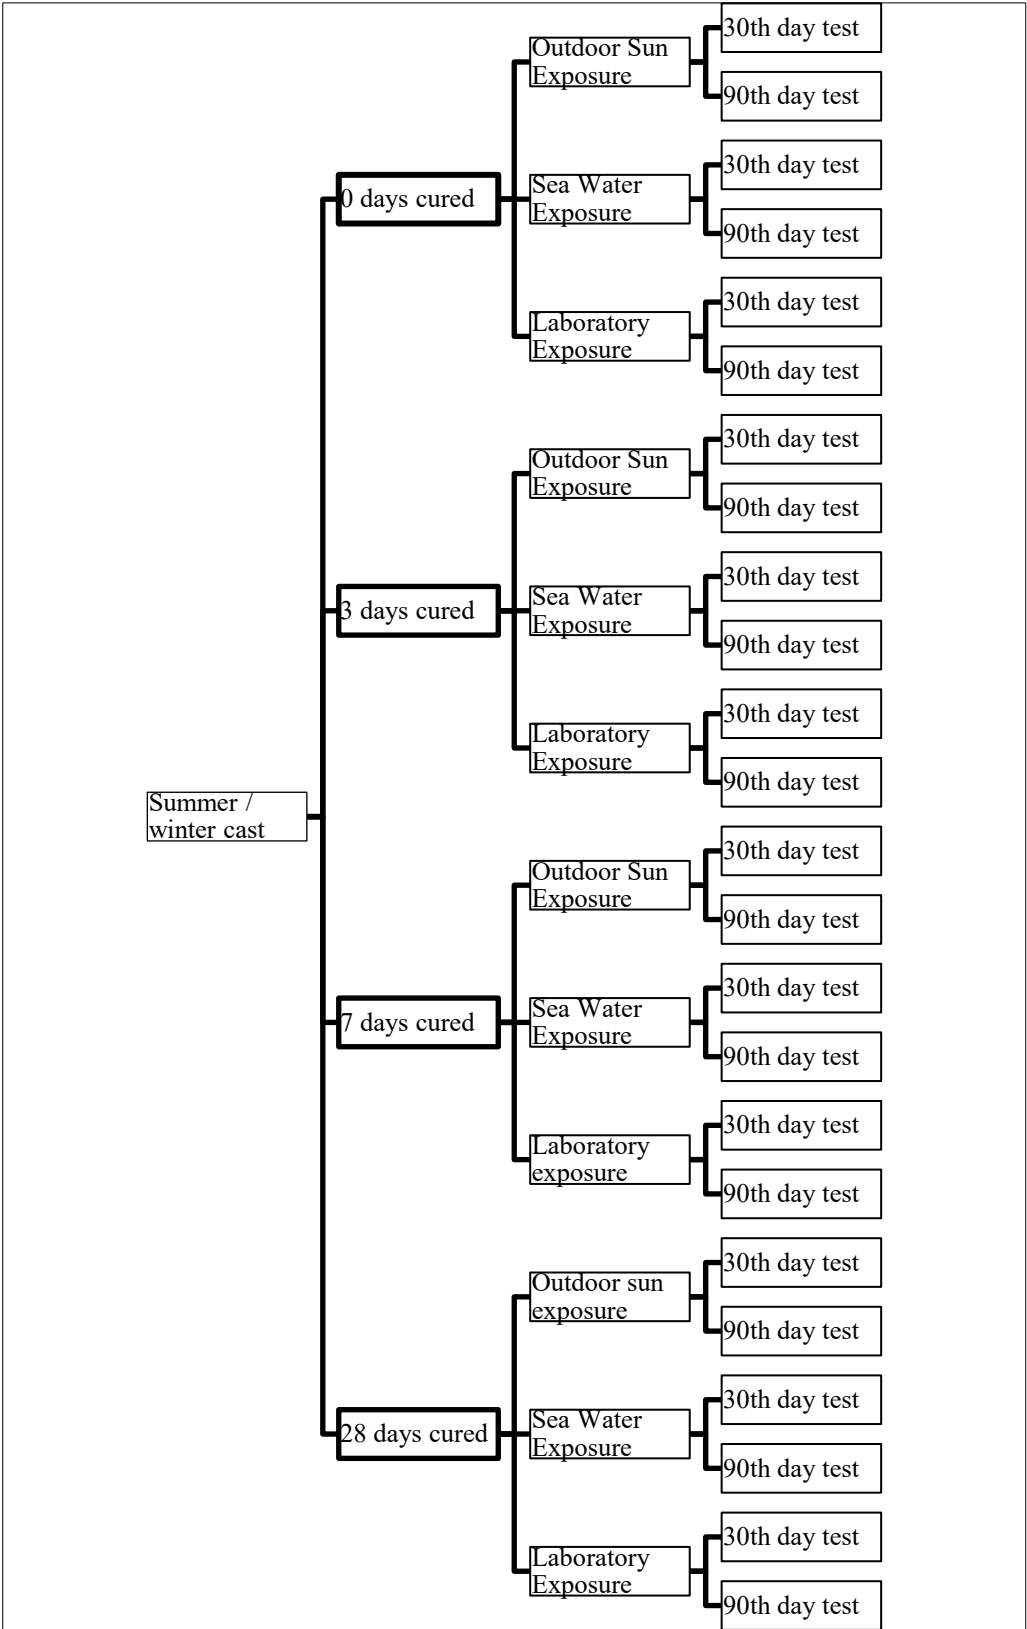 Summer /
winter cast
0 days cured
Outdoor Sun
Exposure
30th day test
90th day test
Sea Water
Exposure
30th day test
90th day test
Laboratory
Exposure
30th day test
90th day test
3 days cured
Outdoor Sun
Exposure
30th day test
90th day test
Sea Water
Exposure
30th day test
90th day test
Laboratory
Exposure
30th day test
90th day test
7 days cured
Outdoor Sun
Exposure
30th day test
90th day test
Sea Water
Exposure
30th day test
90th day test
Laboratory
exposure
30th day test
90th day test
28 days cured
Outdoor sun
exposure
30th day test
90th day test
Sea Water
Exposure
30th day test
90th day test
Laboratory
Exposure
30th day test
90th day test